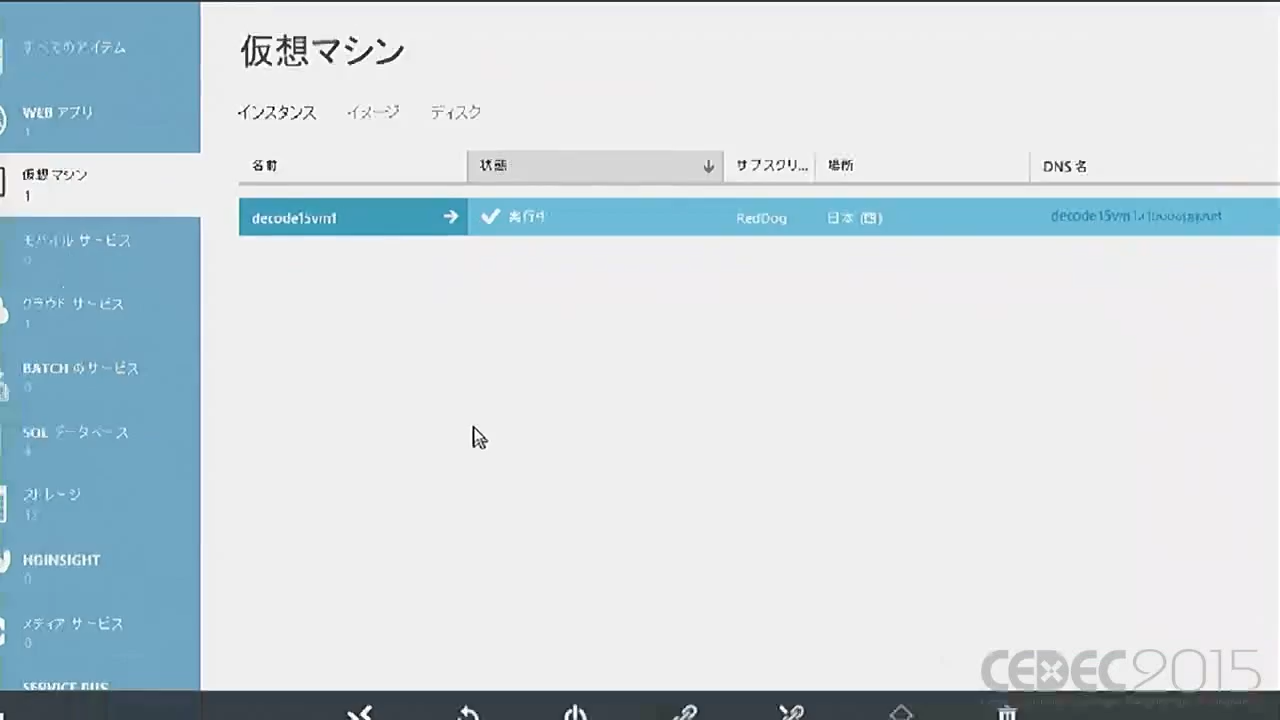 すべてのアイテム
WEB アプリ
1
仮想マシン
1
モバイル サービス
0
クラウド サービス
1
BATCH のサービス
0
SQL データベース
4
ストレージ
HDINSIGHT
0
メディア サービス
0
SERVICE BUS
仮想マシン
インスタンス イメージ ディスク
名前 状態 サブスクリ... 場所 DNS 名
decode15vm1 実行中 RedDog 日本 (西)
CEDEC2015